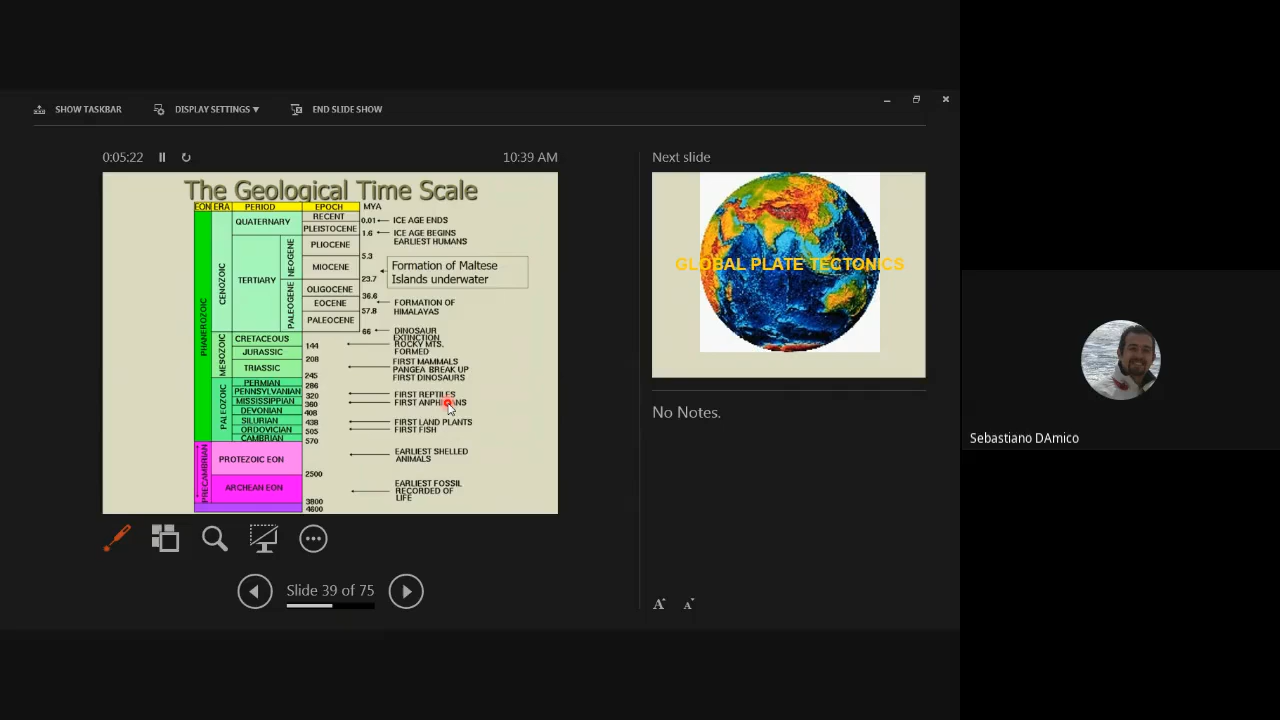 SHOW TASKBAR
DISPLAY SETTINGS
END SLIDE SHOW
0:05:22
10:39 AM
Next slide
The Geological Time Scale
EON ERA PERIOD EPOCH MYA
RECENT
QUATERNARY
0.01
ICE AGE ENDS
PLEISTOCENE
1.6
ICE AGE BEGINS
EARLIEST HUMANS
PLIOCENE
5.3
NEOGENE
MIOCENE
Formation of Maltese
Islands underwater
23.7
CENOZOIC
TERTIARY
OLIGOCENE
36.6
PALEOGENE
EOCENE
FORMATION OF
HIMALAYAS
57.8
PALEOCENE
66
DINOSAUR
EXTINCTION
PHANEROZOIC
CRETACEOUS
144
ROCKY MTS.
FORMED
MESOZOIC
JURASSIC
208
TRIASSIC
FIRST MAMMALS
PANGEA BREAK UP
FIRST DINOSAURS
245
PERMIAN
286
PENNSYLVANIAN
320
FIRST REPTILES
MISSISSIPPIAN
360
FIRST ANPHIBIANS
PALEOZOIC
DEVONIAN
408
SILURIAN
438
FIRST LAND PLANTS
ORDOVICIAN
505
FIRST FISH
CAMBRIAN
570
PRECAMBRIAN
PROTEZOIC EON
EARLIEST SHELLED
ANIMALS
2500
ARCHEAN EON
EARLIEST FOSSIL
RECORDED OF
LIFE
3800
4600
GLOBAL PLATE TECTONICS
No Notes.
Sebastiano DAmico
Slide 39 of 75
A A